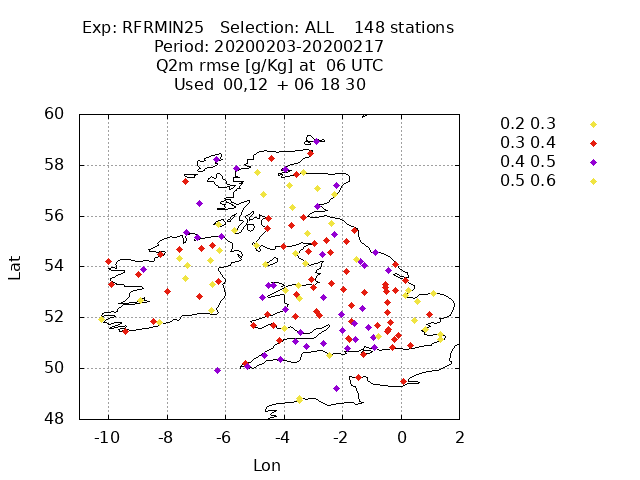 Exp: RFRMIN25 Selection: ALL 148 stations
Period: 20200203-20200217
Q2m rmse [g/Kg] at 06 UTC
Used 00,12 + 06 18 30
0.2 0.3
0.3 0.4
0.4 0.5
0.5 0.6
60
58
56
54
52
50
48
Lat
-10 -8 -6 -4 -2 0 2
Lon